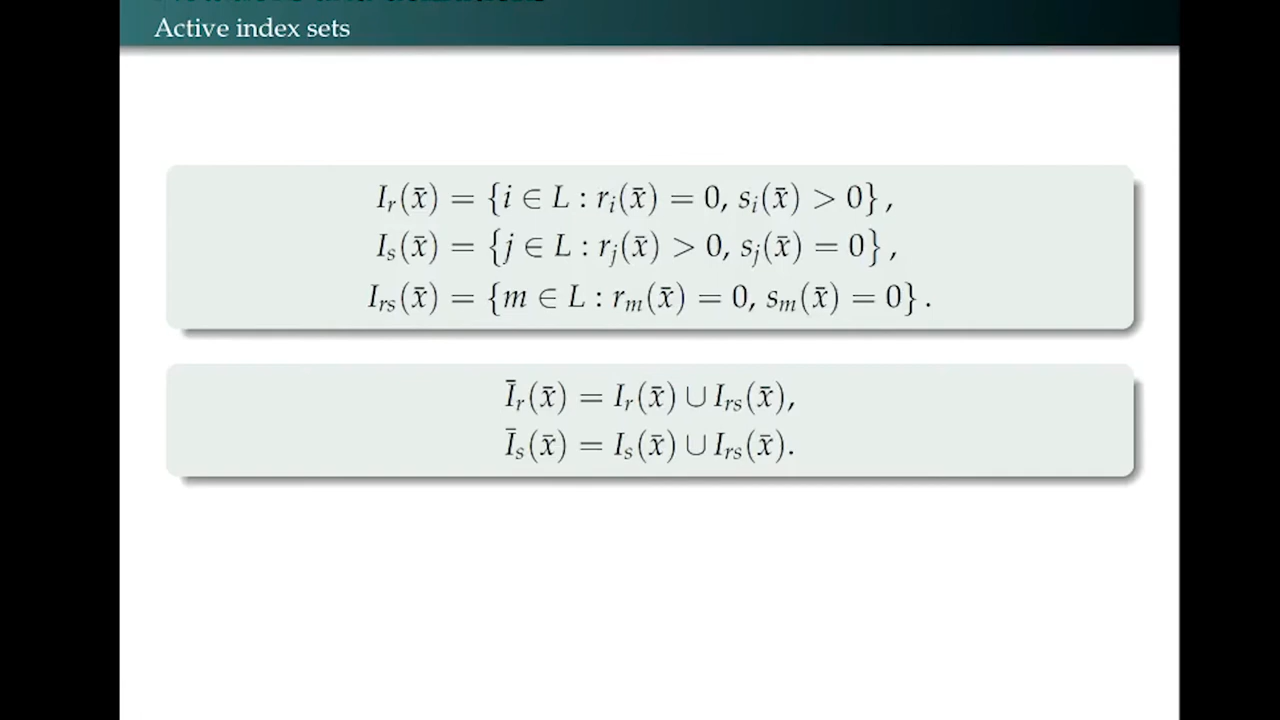 Active index sets
I_r(x̄) = {i ∈ L : r_i(x̄) = 0, s_i(x̄) > 0} ,
I_s(x̄) = {j ∈ L : r_j(x̄) > 0, s_j(x̄) = 0} ,
I_rs(x̄) = {m ∈ L : r_m(x̄) = 0, s_m(x̄) = 0} .
Ī_r(x̄) = I_r(x̄) ∪ I_rs(x̄),
Ī_s(x̄) = I_s(x̄) ∪ I_rs(x̄).